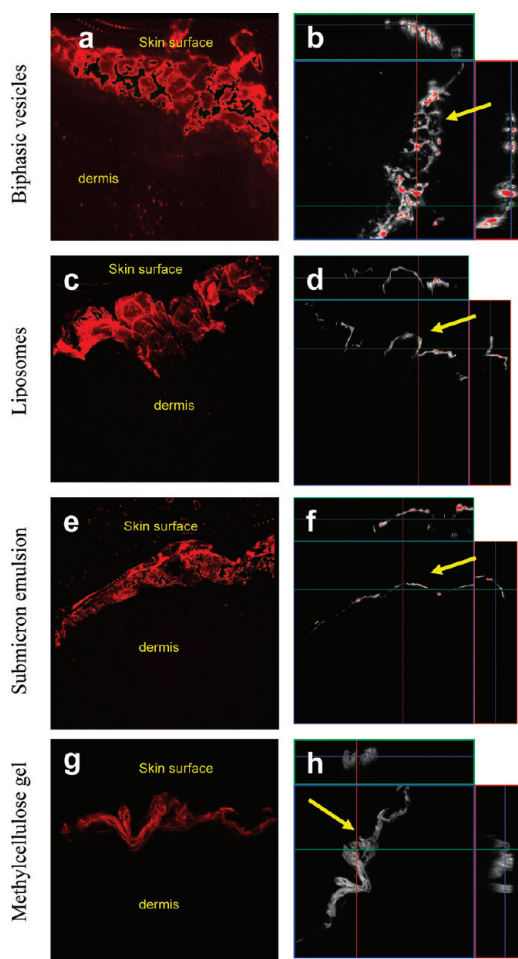 Biphasic vesicles
a
Skin surface
dermis
b
Liposomes
c
Skin surface
dermis
d
Submicron emulsion
e
Skin surface
dermis
f
Methylcellulose gel
g
Skin surface
dermis
h